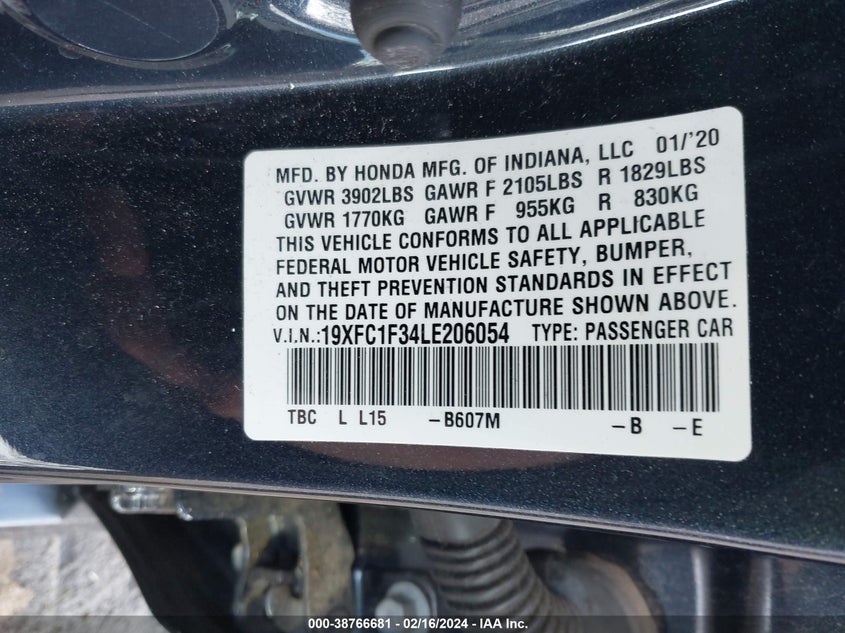 MFD. BY HONDA MFG. OF INDIANA, LLC 01/'20
GVWR 3902LBS GAWR F 2105LBS R 1829LBS
GVWR 1770KG GAWR F 955KG R 830KG
THIS VEHICLE CONFORMS TO ALL APPLICABLE
FEDERAL MOTOR VEHICLE SAFETY, BUMPER,
AND THEFT PREVENTION STANDARDS IN EFFECT
ON THE DATE OF MANUFACTURE SHOWN ABOVE.
V.I.N.:19XFC1F34LE206054 TYPE: PASSENGER CAR
TBC L L15 –B607M –B –E
000-38766681 - 02/16/2024 - IAA Inc.